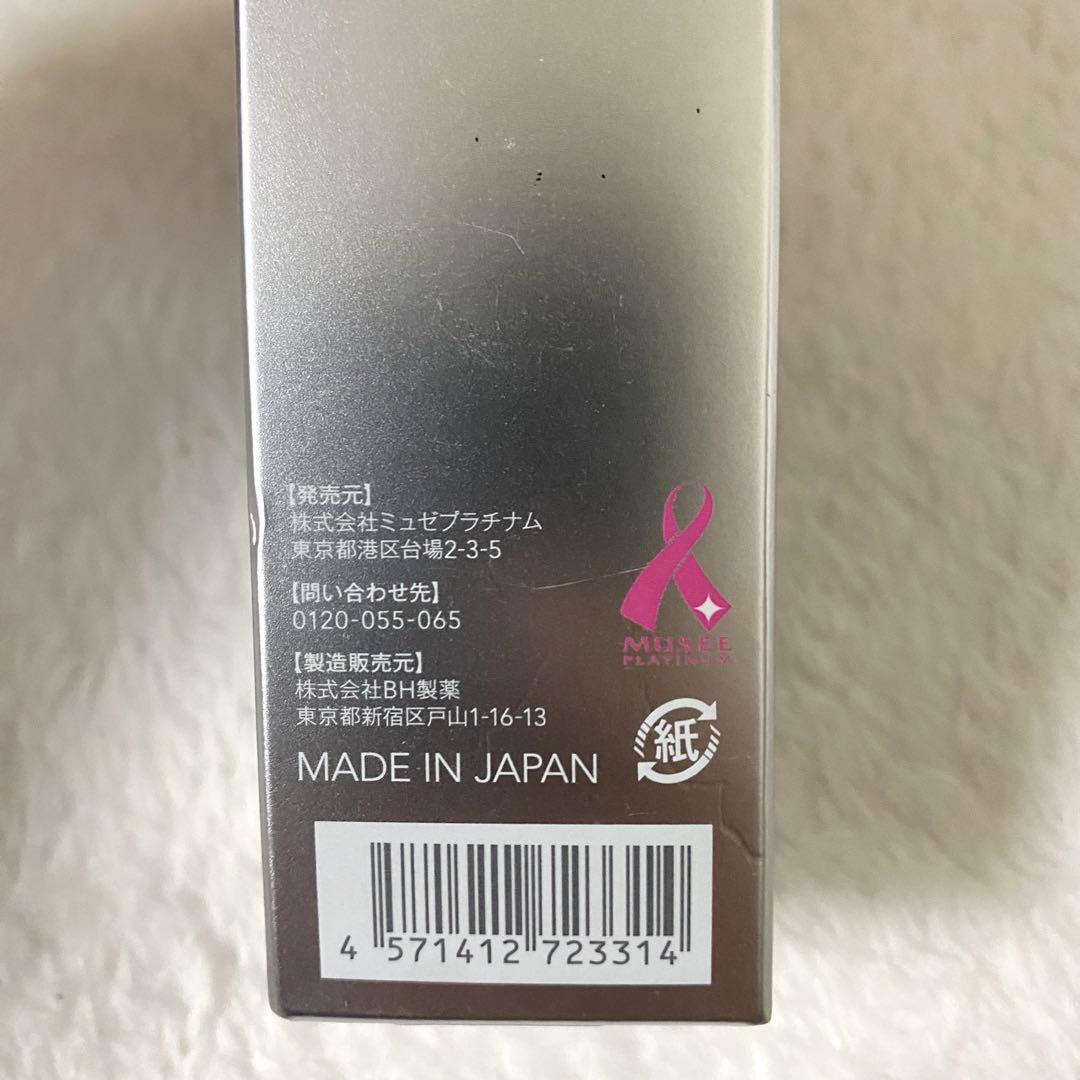 【発売元】
株式会社ミュゼプラチナム
東京都港区台場2-3-5
【問い合わせ先】
0120-055-065
【製造販売元】
株式会社BH製薬
東京都新宿区戸山1-16-13
MADE IN JAPAN
MUSEE
PLATINUM
紙
4 571412 723314